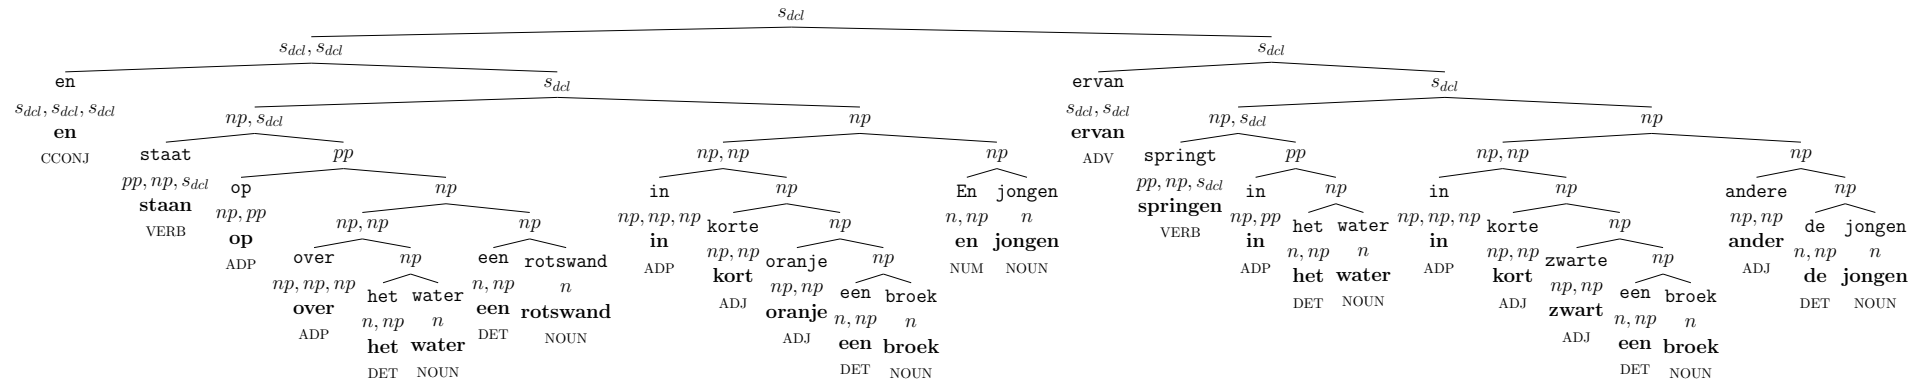 s_dcl
s_dcl, s_dcl s_dcl
en s_dcl ervan s_dcl
s_dcl, s_dcl, s_dcl np, s_dcl np s_dcl, s_dcl np, s_dcl np
en ervan
CCONJ staat pp np, np np ADV springt pp np, np np
pp, np, s_dcl op np in np En jongen pp, np, s_dcl in np in np andere np
staan np, pp np, np, np n, np n springen np, pp np, np, np np, np
VERB op np, np np in korte np en jongen VERB in het water in korte np ander de jongen
ADP ADP np, np NUM NOUN ADP n, np n ADP np, np ADJ n, np n
over np een rotswand kort oranje np het water kort zwarte np de jongen
np, np, np n, np n ADJ np, np DET NOUN ADJ np, np DET NOUN
over het water een rotswand oranje een broek zwart een broek
ADP n, np n DET NOUN ADJ n, np n ADJ n, np n
het water een broek een broek
DET NOUN DET NOUN DET NOUN